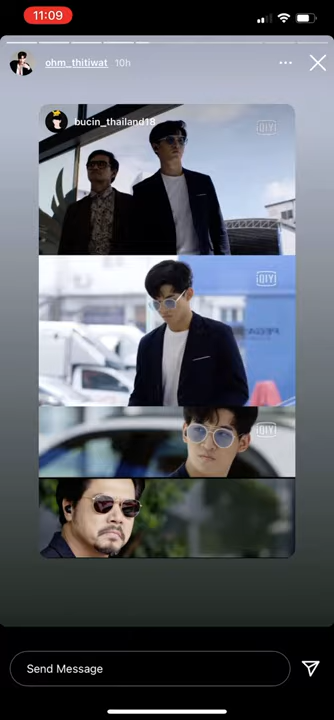 11:09
ohm_thitiwat 10h
bucin_thailand18
iQIYI
iQIYI
iQIYI
Send Message